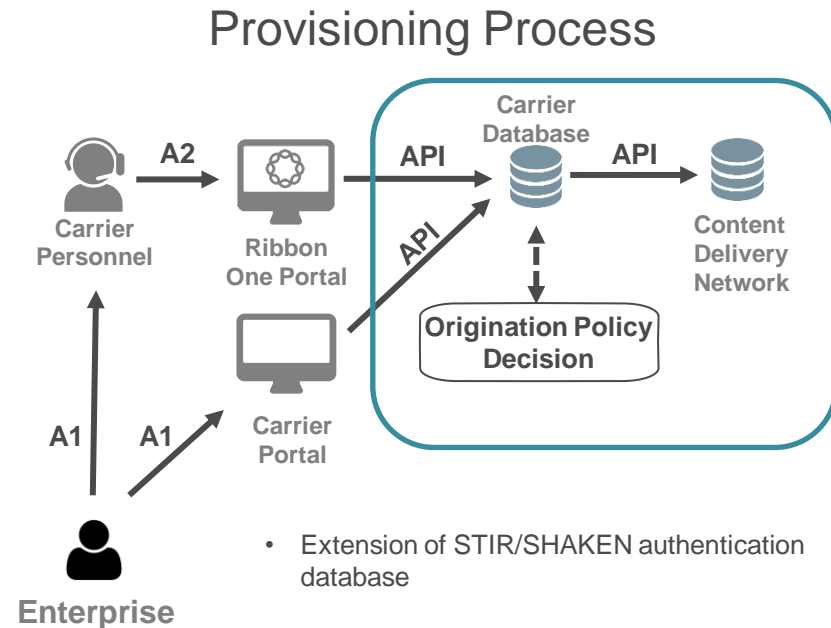 Provisioning Process
Carrier
Database
A2
API
API
Carrier
Personnel
Ribbon
One Portal
API
Content
Delivery
Network
Origination Policy
Decision
A1
A1
Carrier
Portal
• Extension of STIR/SHAKEN authentication
database
Enterprise